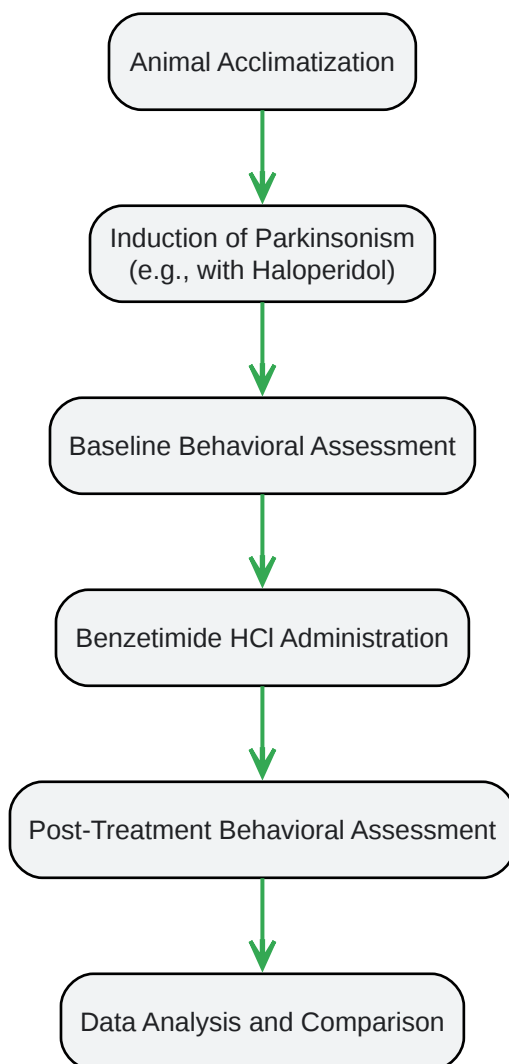 Animal Acclimatization
Induction of Parkinsonism
(e.g., with Haloperidol)
Baseline Behavioral Assessment
Benzetimide HCl Administration
Post-Treatment Behavioral Assessment
Data Analysis and Comparison